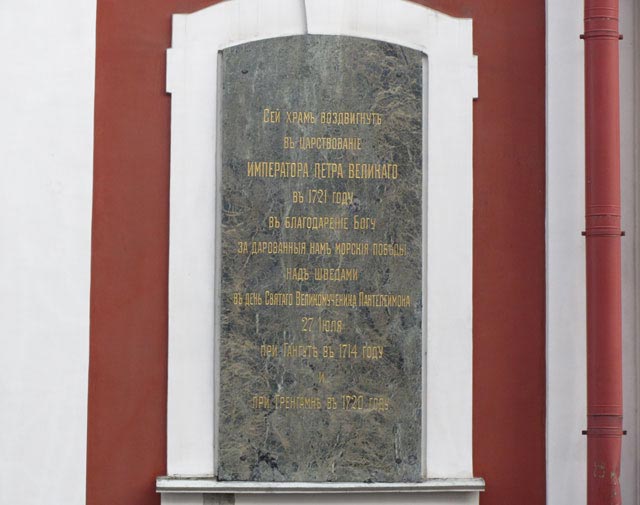 Сей храмъ воздвигнутъ
въ царствованіе
ИМПЕРАТОРА ПЕТРА ВЕЛИКАГО
въ 1721 году
въ благодареніе Богу
за дарованныя намъ морскія победы
надъ шведами
въ день Святаго Великомученика Пантелеимона
27 Іюля
при Гангутѣ въ 1714 году
и
при Гренгамѣ въ 1720 году